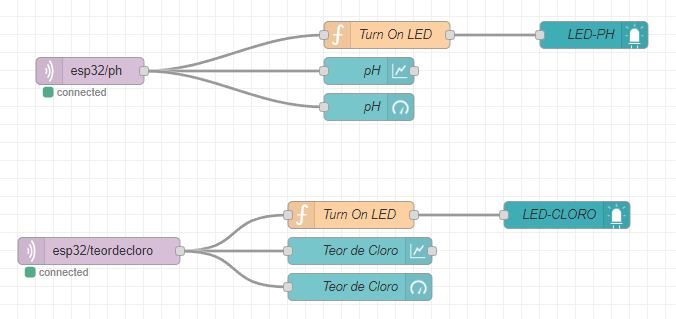 Turn On LED
LED-PH
esp32/ph
pH
connected
pH
Turn On LED
LED-CLORO
esp32/teordecloro
Teor de Cloro
connected
Teor de Cloro